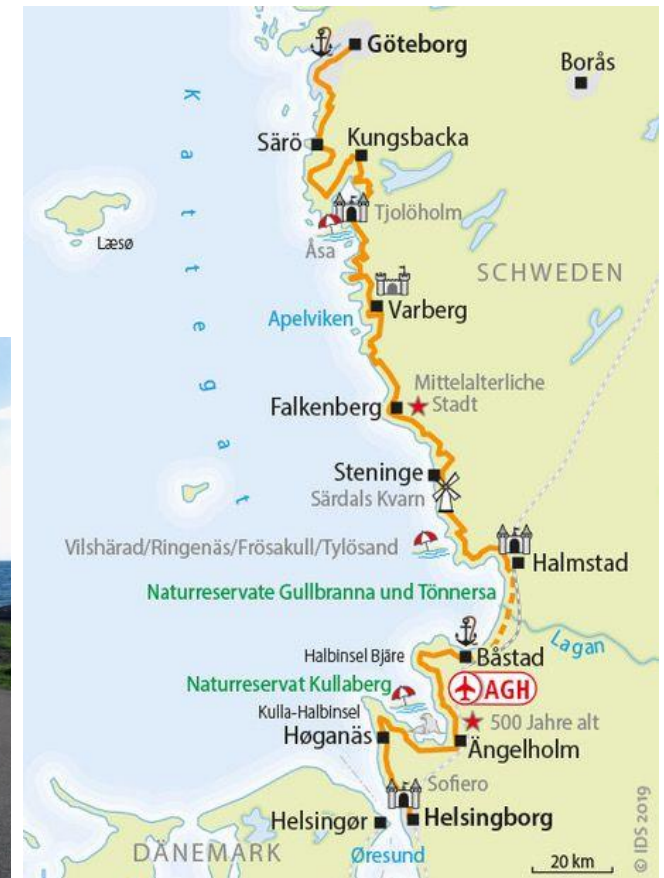 Göteborg
Borås
Kattegat
Särö
Kungsbacka
Tjolöholm
Læsø
Åsa
SCHWEDEN
Apelviken
Varberg
Mittelalterliche
Falkenberg
Stadt
Steninge
Särdals Kvarn
Vilshärad/Ringenäs/Frösakull/Tylösand
Halmstad
Naturreservate Gullbranna und Tönnersa
Lagan
Halbinsel Bjäre
Båstad
Naturreservat Kullaberg
AGH
Kulla-Halbinsel
500 Jahre alt
Høganäs
Ängelholm
Sofiero
Helsingør
Helsingborg
DÄNEMARK
Øresund
20 km
© IDS 2019